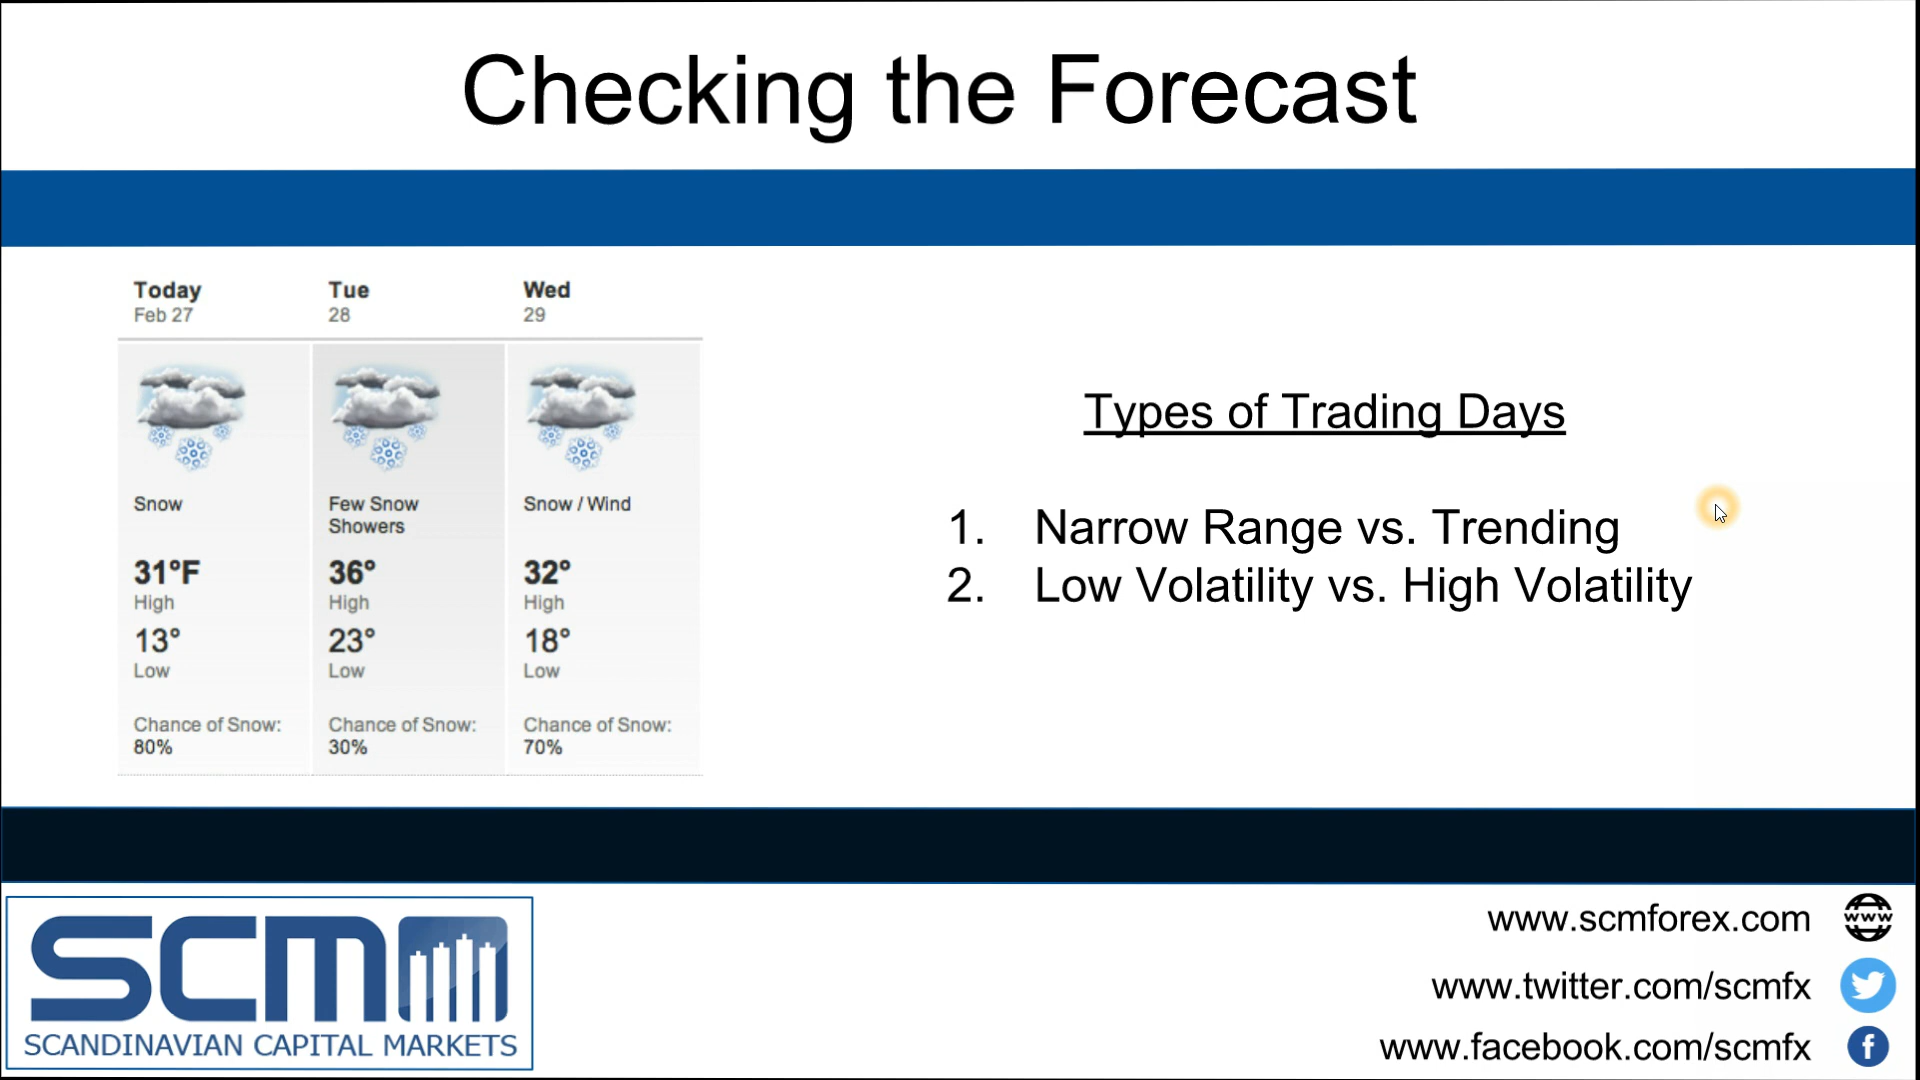 Checking the Forecast
Today
Feb 27
Snow
31°F
High
13°
Low
Chance of Snow:
80%
Tue
28
Few Snow
Showers
36°
High
23°
Low
Chance of Snow:
30%
Wed
29
Snow / Wind
32°
High
18°
Low
Chance of Snow:
70%
Types of Trading Days
1. Narrow Range vs. Trending
2. Low Volatility vs. High Volatility
SCM
SCANDINAVIAN CAPITAL MARKETS
www.scmforex.com
www
www.twitter.com/scmfx
www.facebook.com/scmfx
f